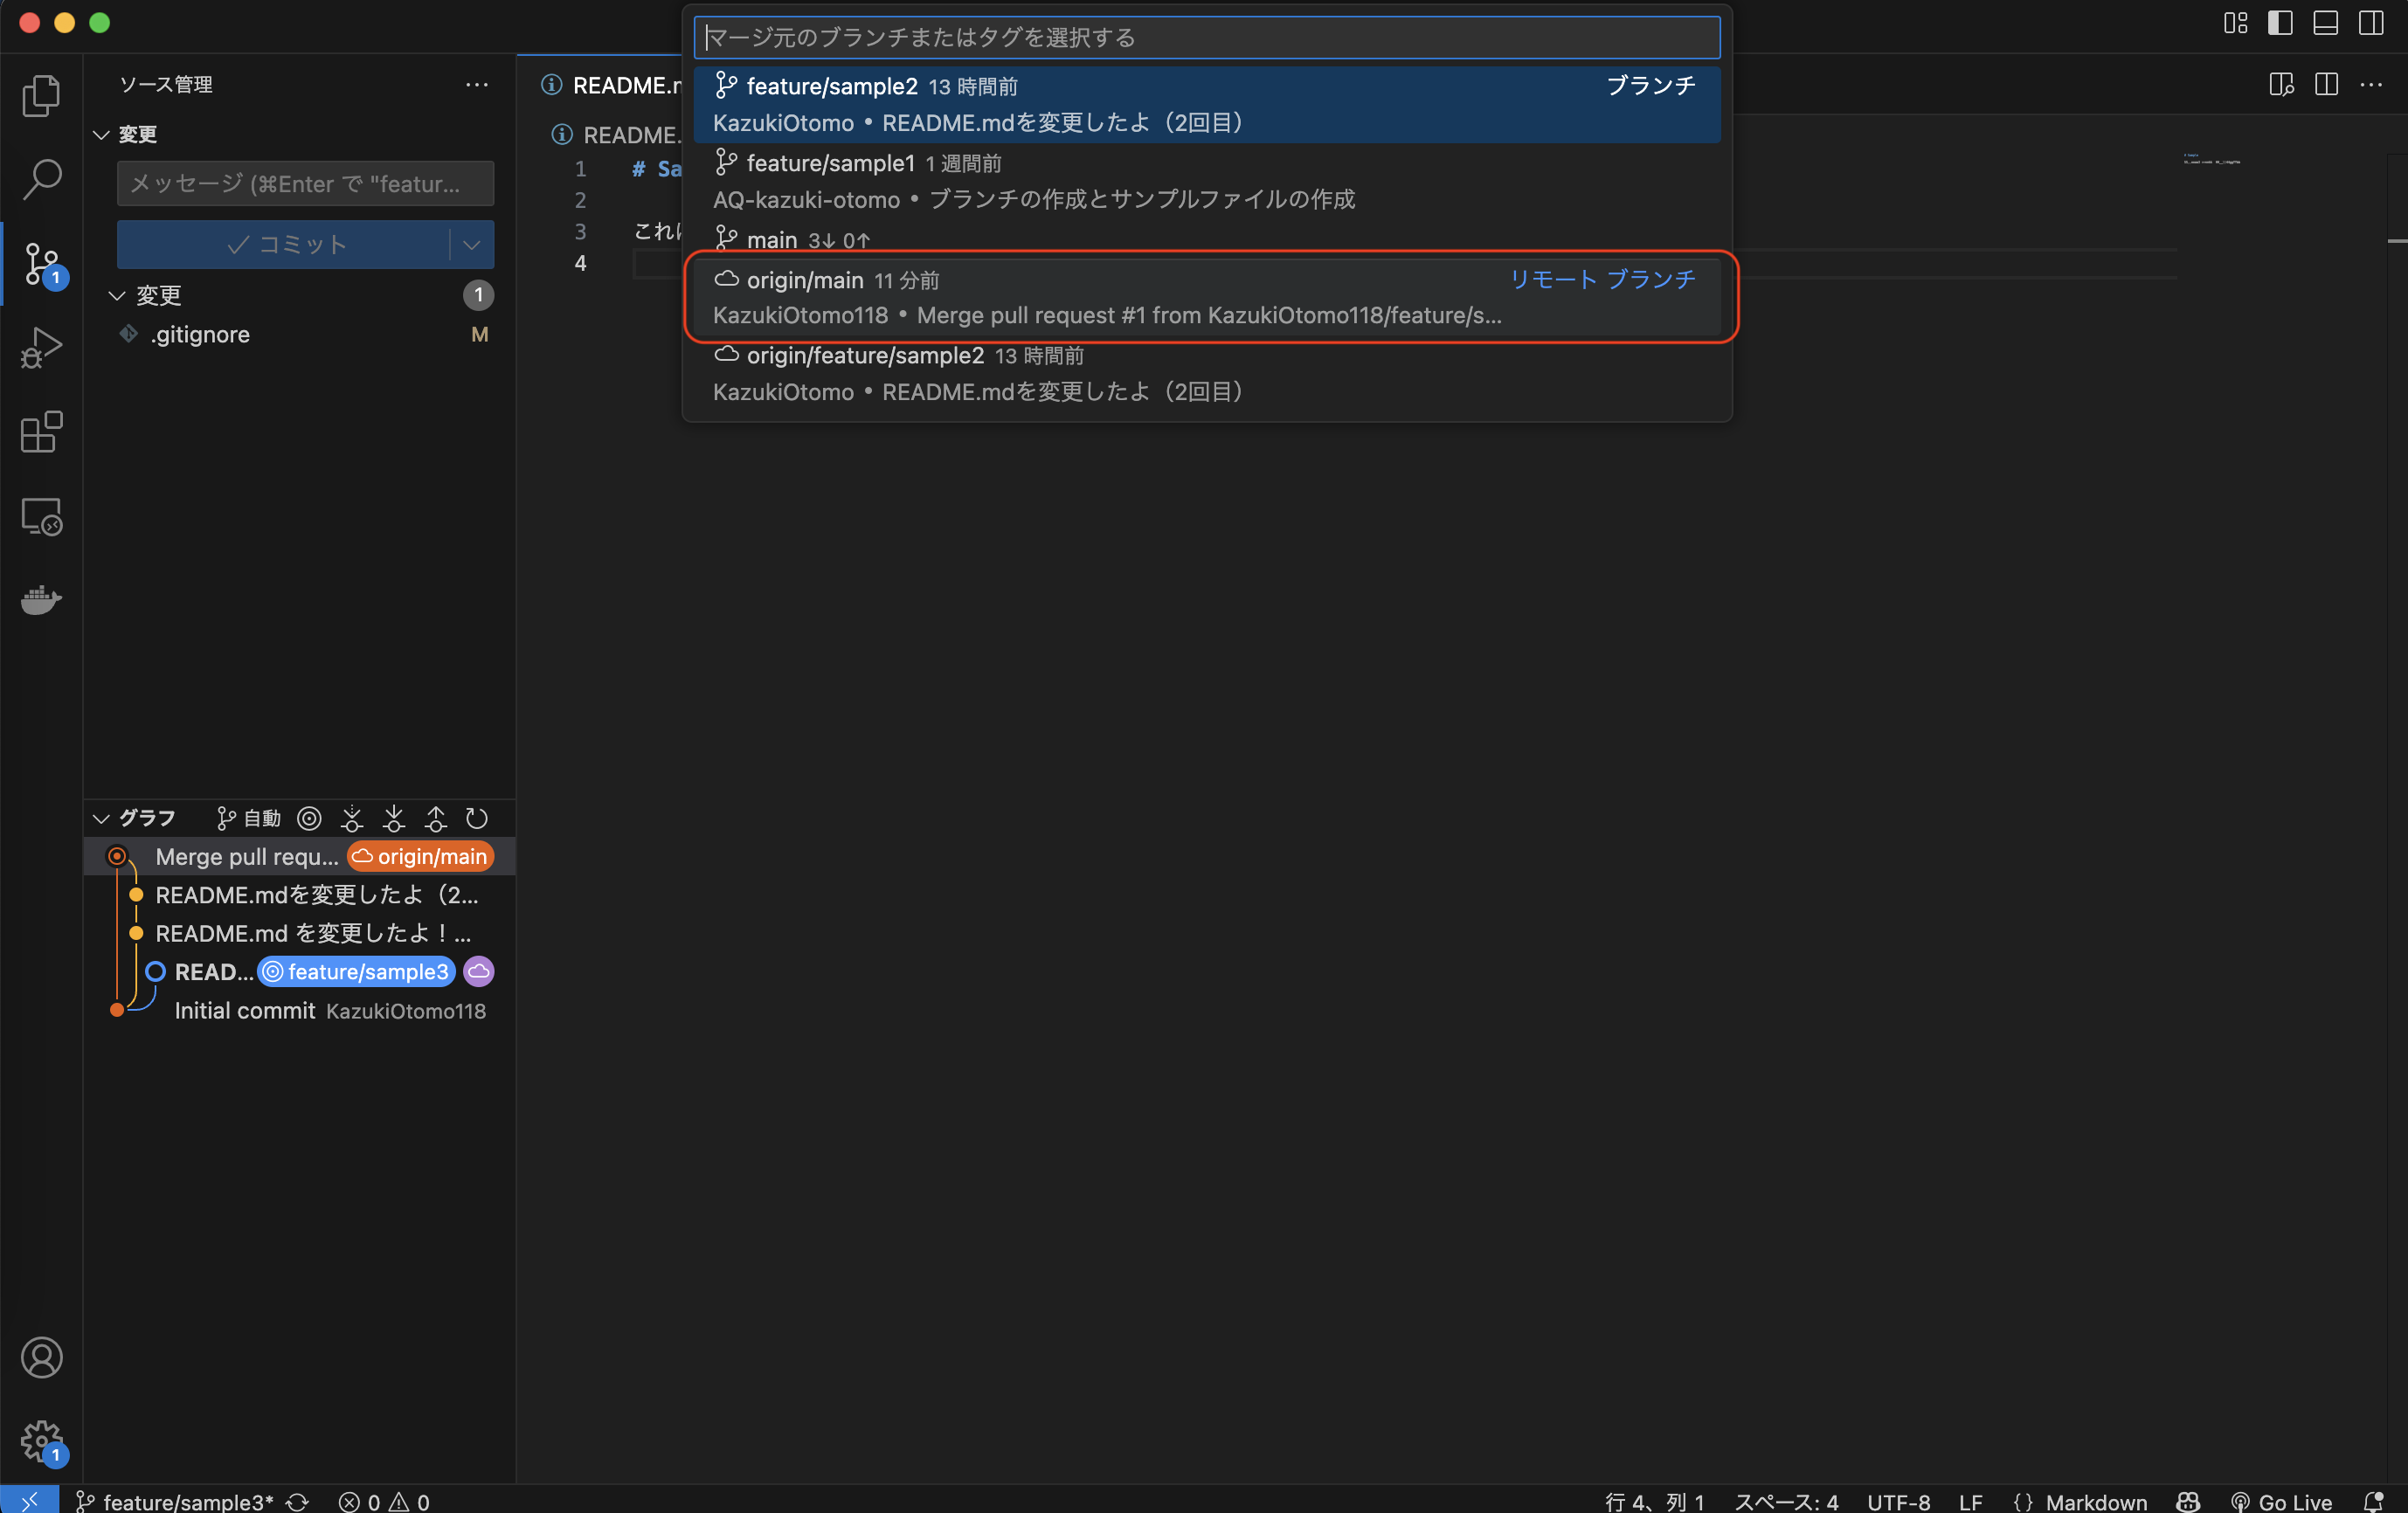 マージ元のブランチまたはタグを選択する
feature/sample2 13 時間前 ブランチ
KazukiOtomo • README.mdを変更したよ（2回目）
feature/sample1 1 週間前
AQ-kazuki-otomo • ブランチの作成とサンプルファイルの作成
main 3↓ 0↑
origin/main 11 分前 リモート ブランチ
KazukiOtomo118 • Merge pull request #1 from KazukiOtomo118/feature/s...
origin/feature/sample2 13 時間前
KazukiOtomo • README.mdを変更したよ（2回目）
ソース管理
変更
メッセージ (⌘Enter で "featur...
コミット
変更 1
.gitignore M
1
README.
README.
1 # Sa
2
3 これ
4
グラフ 自動
Merge pull requ... origin/main
README.mdを変更したよ（2...
README.md を変更したよ！...
READ... feature/sample3
Initial commit KazukiOtomo118
1
feature/sample3* 0 0 行 4、列 1 スペース: 4 UTF-8 LF {} Markdown Go Live